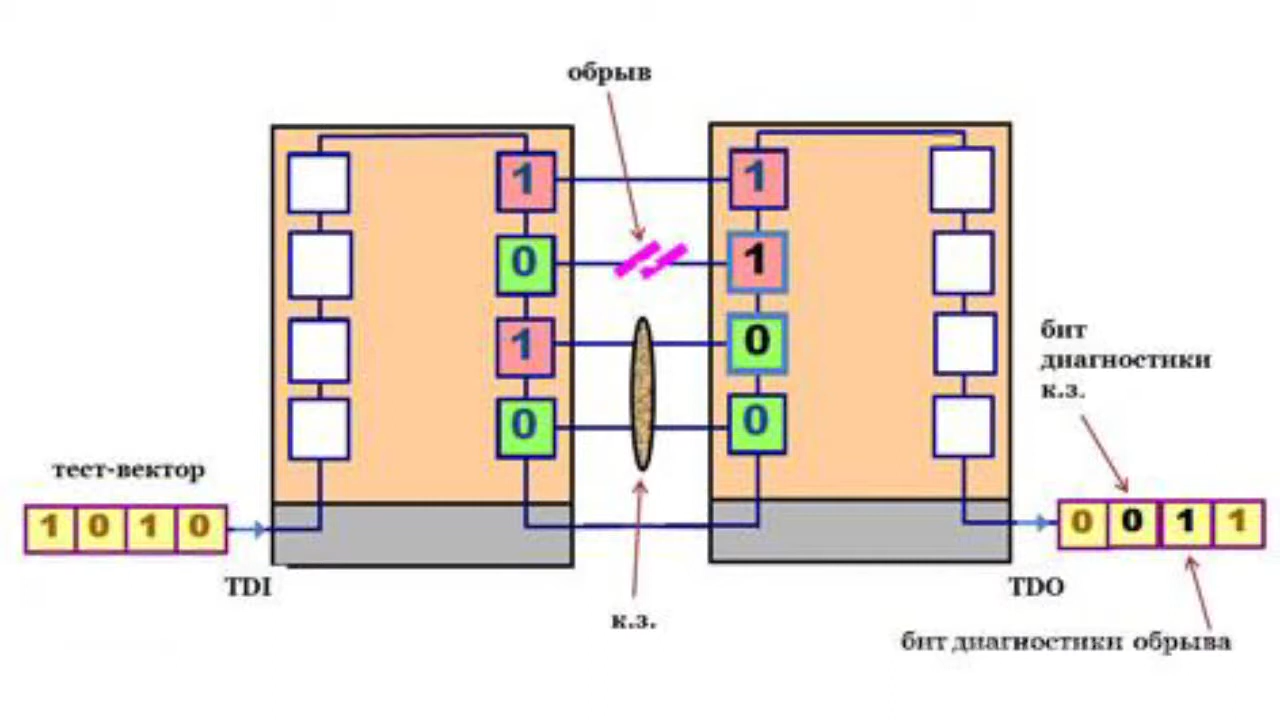 обрыв
1 1
0 1
1 0
0 0
бит
диагностики
к.з.
тест-вектор
1 0 1 0
0 0 1 1
TDI
TDO
к.з.
бит диагностики обрыва